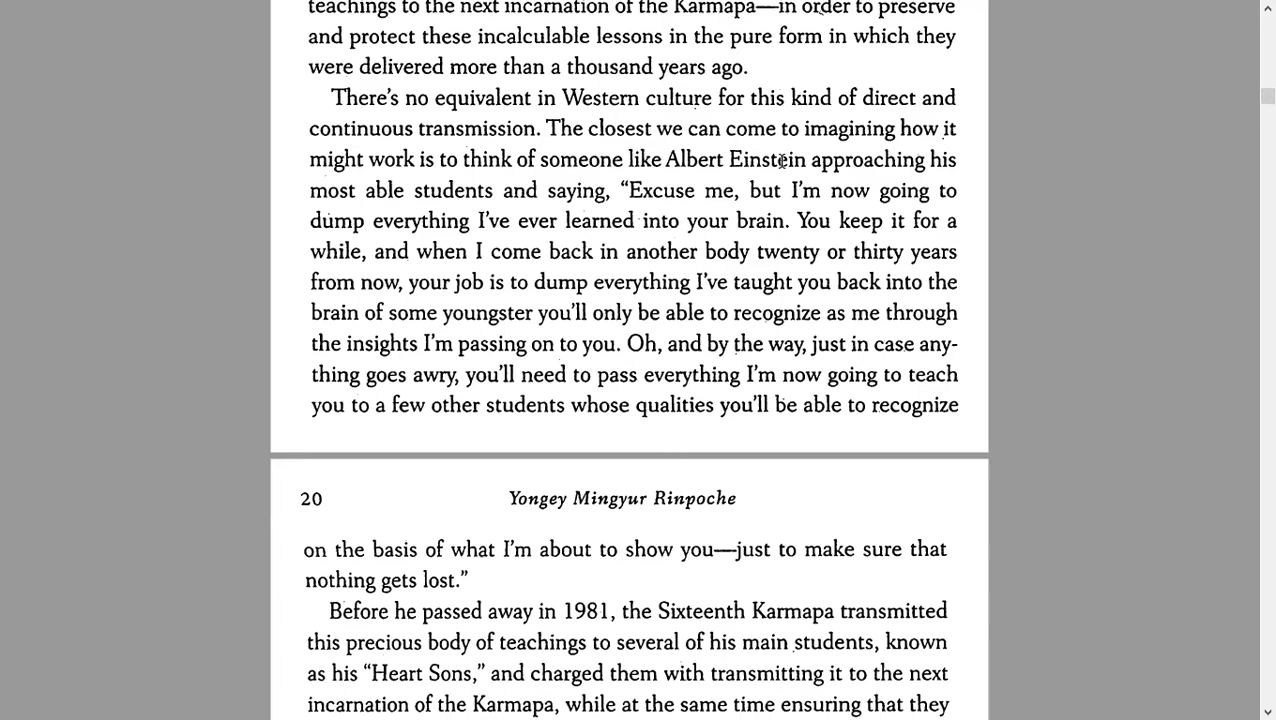 teachings to the next incarnation of the Karmapa—in order to preserve
and protect these incalculable lessons in the pure form in which they
were delivered more than a thousand years ago.
There's no equivalent in Western culture for this kind of direct and
continuous transmission. The closest we can come to imagining how it
might work is to think of someone like Albert Einstein approaching his
most able students and saying, “Excuse me, but I'm now going to
dump everything I've ever learned into your brain. You keep it for a
while, and when I come back in another body twenty or thirty years
from now, your job is to dump everything I've taught you back into the
brain of some youngster you'll only be able to recognize as me through
the insights I'm passing on to you. Oh, and by the way, just in case any-
thing goes awry, you'll need to pass everything I'm now going to teach
you to a few other students whose qualities you'll be able to recognize
20 Yongey Mingyur Rinpoche
on the basis of what I'm about to show you—just to make sure that
nothing gets lost.”
Before he passed away in 1981, the Sixteenth Karmapa transmitted
this precious body of teachings to several of his main students, known
as his “Heart Sons,” and charged them with transmitting it to the next
incarnation of the Karmapa, while at the same time ensuring that they